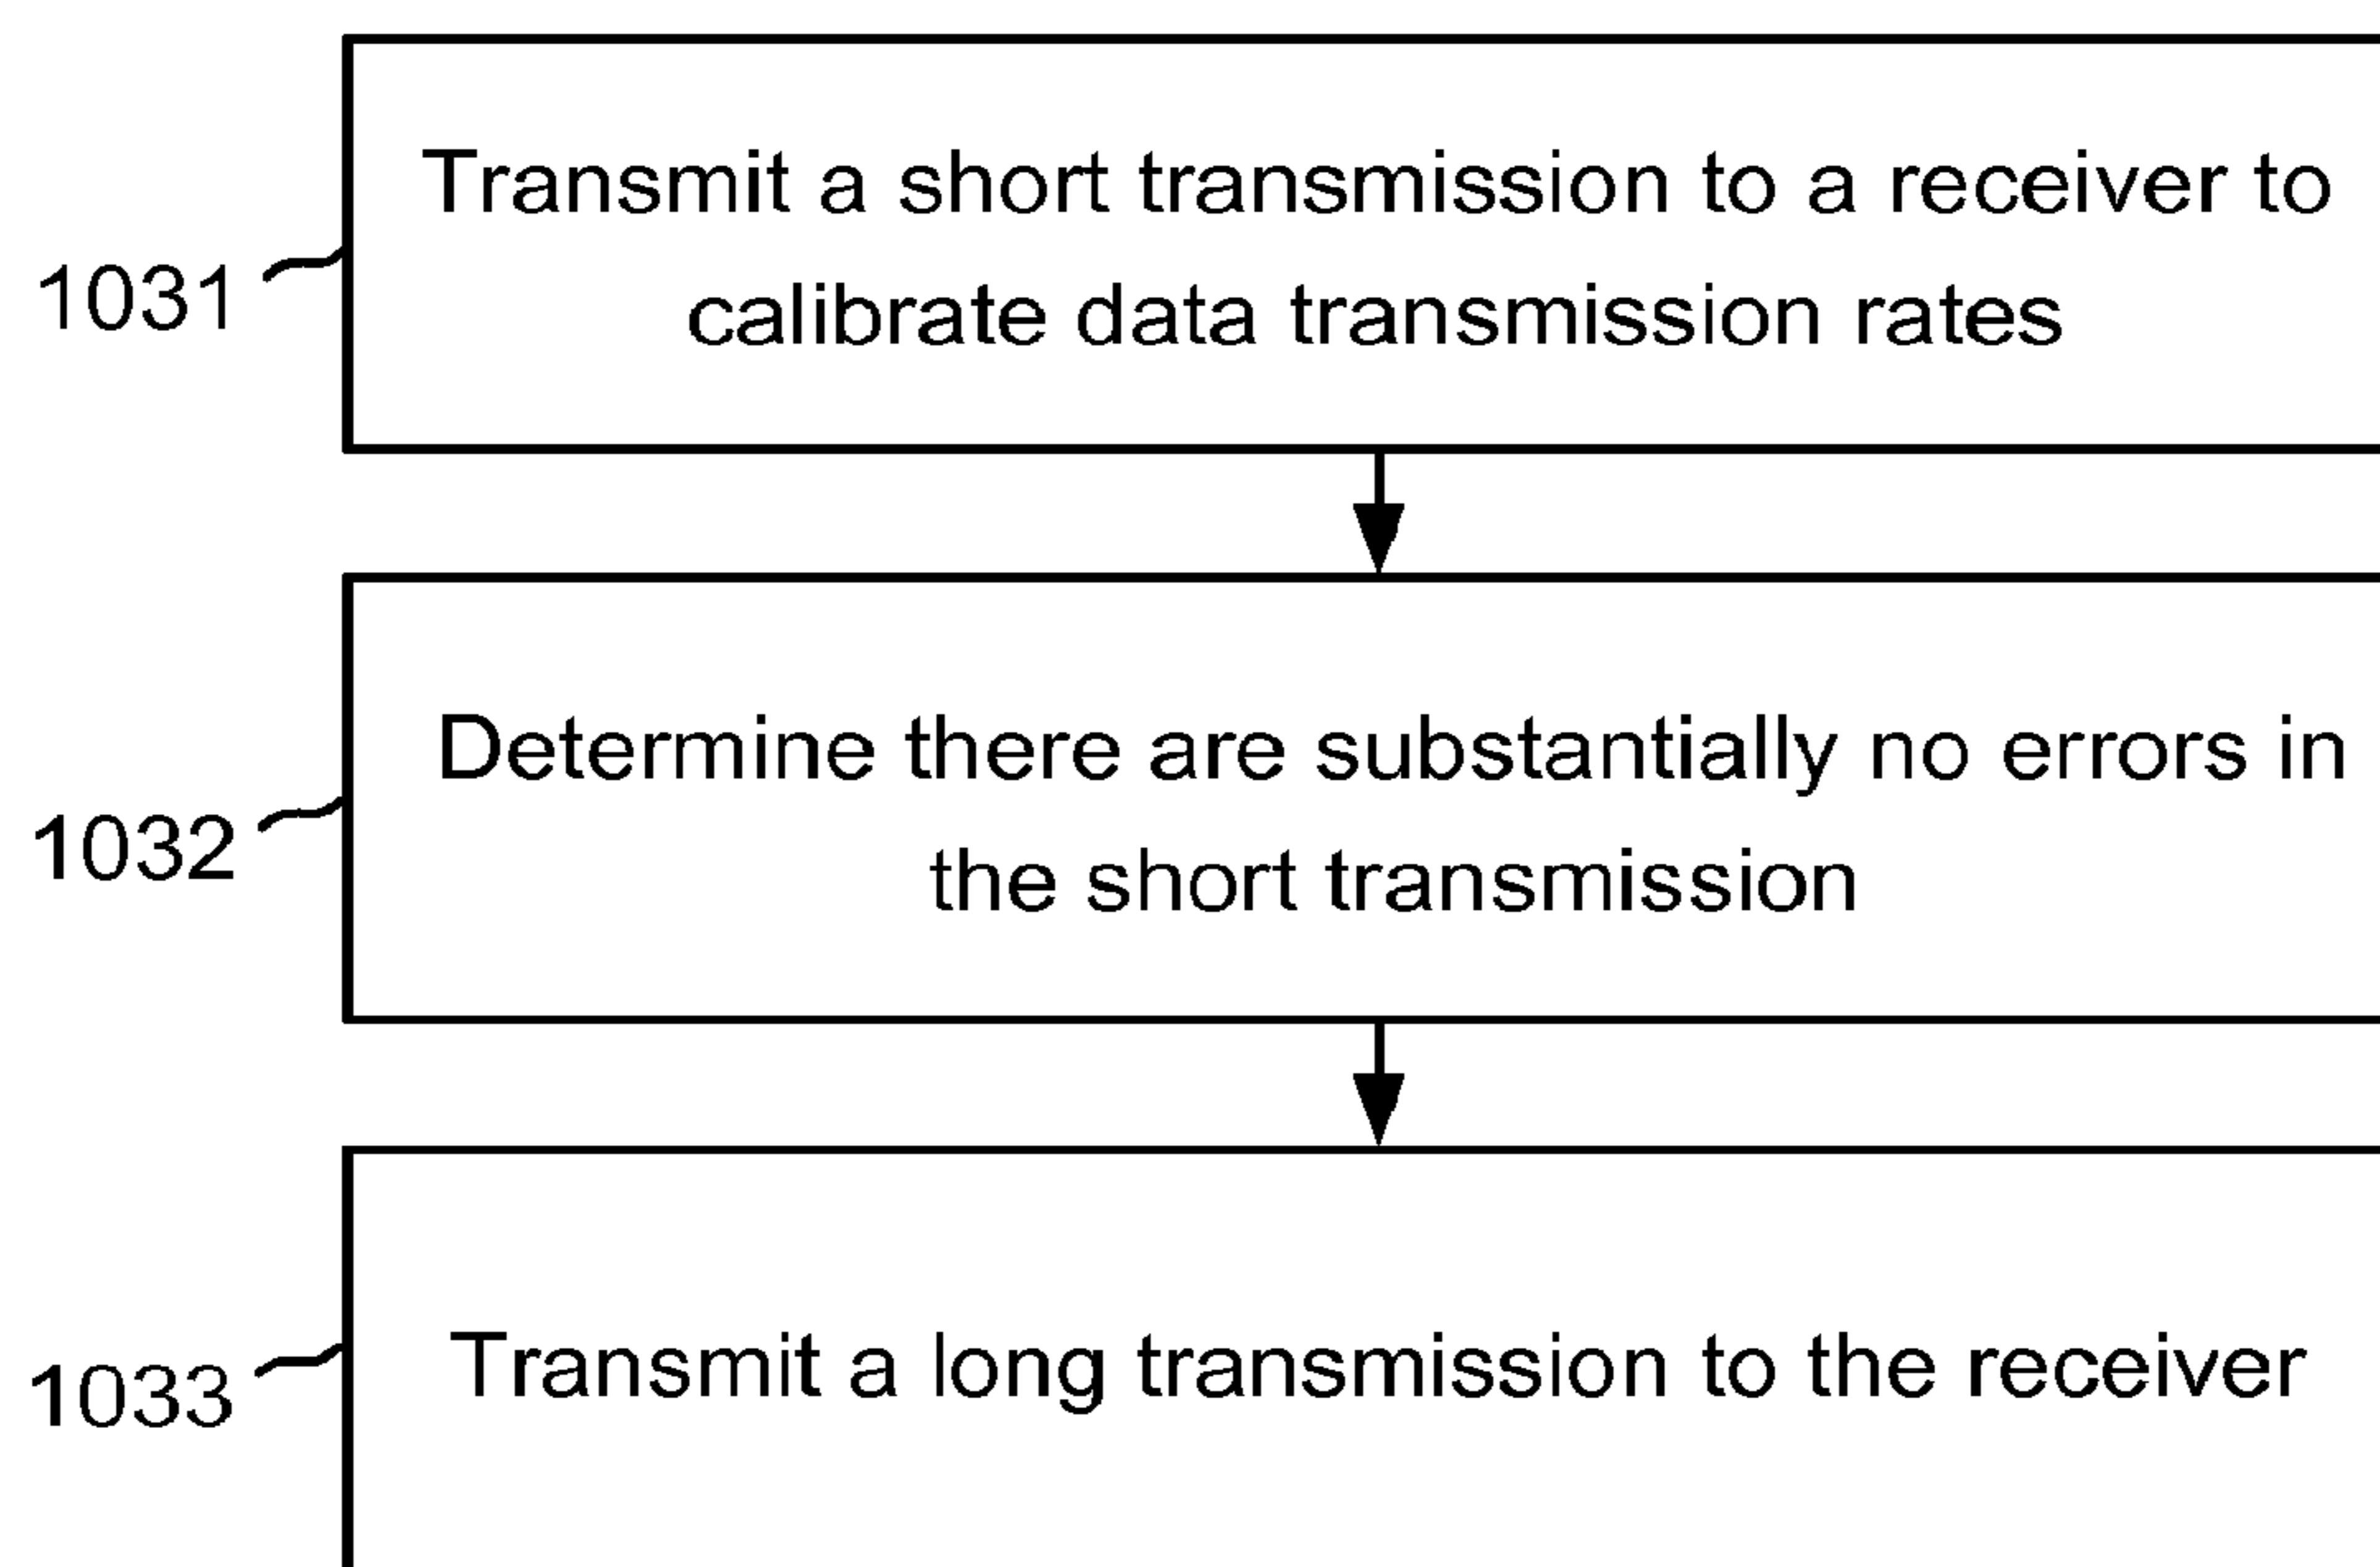 Transmit a short transmission to a receiver to
calibrate data transmission rates
1031
Determine there are substantially no errors in
the short transmission
1032
Transmit a long transmission to the receiver
1033